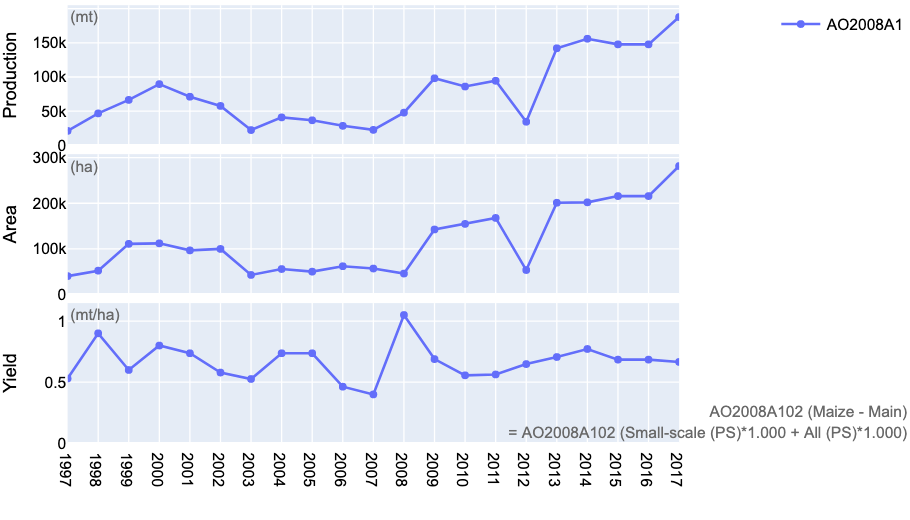 (mt)
AO2008A1
Production
150k
100k
50k
0
(ha)
Area
300k
200k
100k
0
(mt/ha)
Yield
1
0.5
0
AO2008A102 (Maize - Main)
= AO2008A102 (Small-scale (PS)*1.000 + All (PS)*1.000)
1997
1998
1999
2000
2001
2002
2003
2004
2005
2006
2007
2008
2009
2010
2011
2012
2013
2014
2015
2016
2017